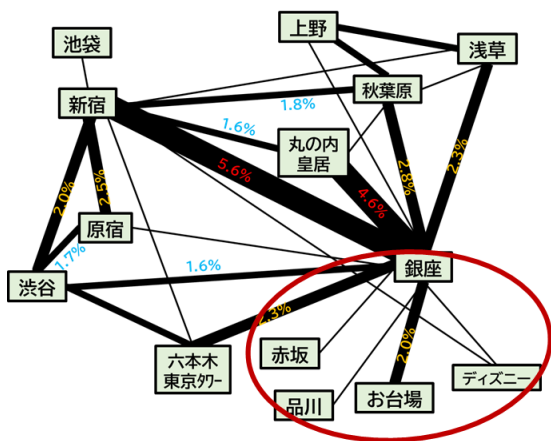 上野
池袋
浅草
新宿
秋葉原
1.8%
1.6%
丸の内
皇居
5.6%
4.6%
2.8%
2.3%
2.0%
2.5%
原宿
1.7%
1.6%
銀座
渋谷
2.3%
2.0%
六本木
東京タワー
赤坂
ディズニー
品川
お台場